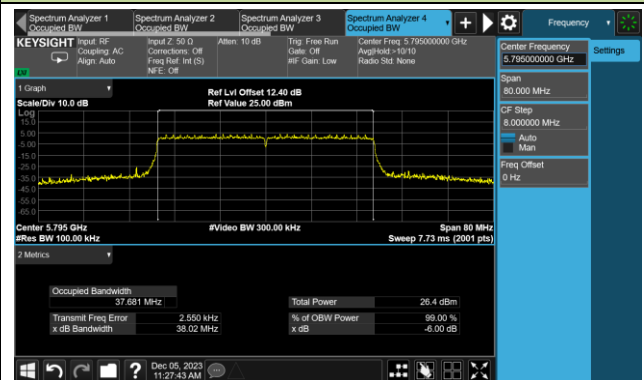 Spectrum Analyzer 1
Occupied BW
Spectrum Analyzer 2
Occupied BW
Spectrum Analyzer 3
Occupied BW
Spectrum Analyzer 4
Occupied BW
Frequency
KEYSIGHT
Input: RF
Coupling: AC
Align: Auto
Input Z: 50 Ω
Corrections: Off
Freq Ref: Int (S)
NFE: Off
Atten: 10 dB
Trig: Free Run
Gate: Off
#IF Gain: Low
Center Freq: 5.795000000 GHz
Avg|Hold:>10/10
Radio Std: None
Center Frequency
5.795000000 GHz
Settings
Span
80.000 MHz
CF Step
8.000000 MHz
Auto
Man
Freq Offset
0 Hz
1 Graph
Scale/Div 10.0 dB
Ref Lvl Offset 12.40 dB
Ref Value 25.00 dBm
Log
15.0
5.00
-5.00
-15.0
-25.0
-35.0
-45.0
-55.0
-65.0
Center 5.795 GHz
#Video BW 300.00 kHz
Span 80 MHz
#Res BW 100.00 kHz
Sweep 7.73 ms (2001 pts)
2 Metrics
Occupied Bandwidth
37.681 MHz
Total Power 26.4 dBm
Transmit Freq Error 2.550 kHz
% of OBW Power 99.00 %
x dB Bandwidth 38.02 MHz
x dB -6.00 dB
Dec 05, 2023
11:27:43 AM